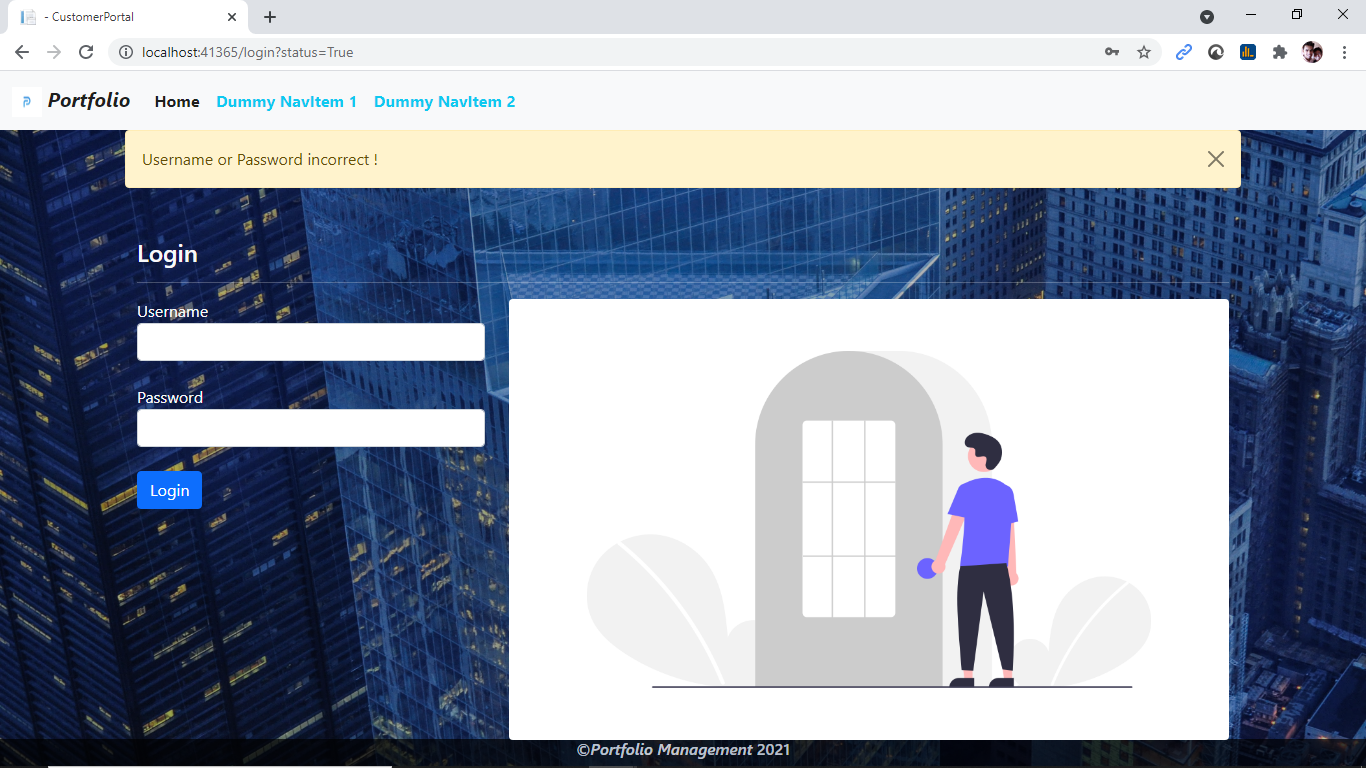 - CustomerPortal
localhost:41365/login?status=True
Portfolio Home Dummy NavItem 1 Dummy NavItem 2
Username or Password incorrect !
Login
Username
Password
Login
©Portfolio Management 2021